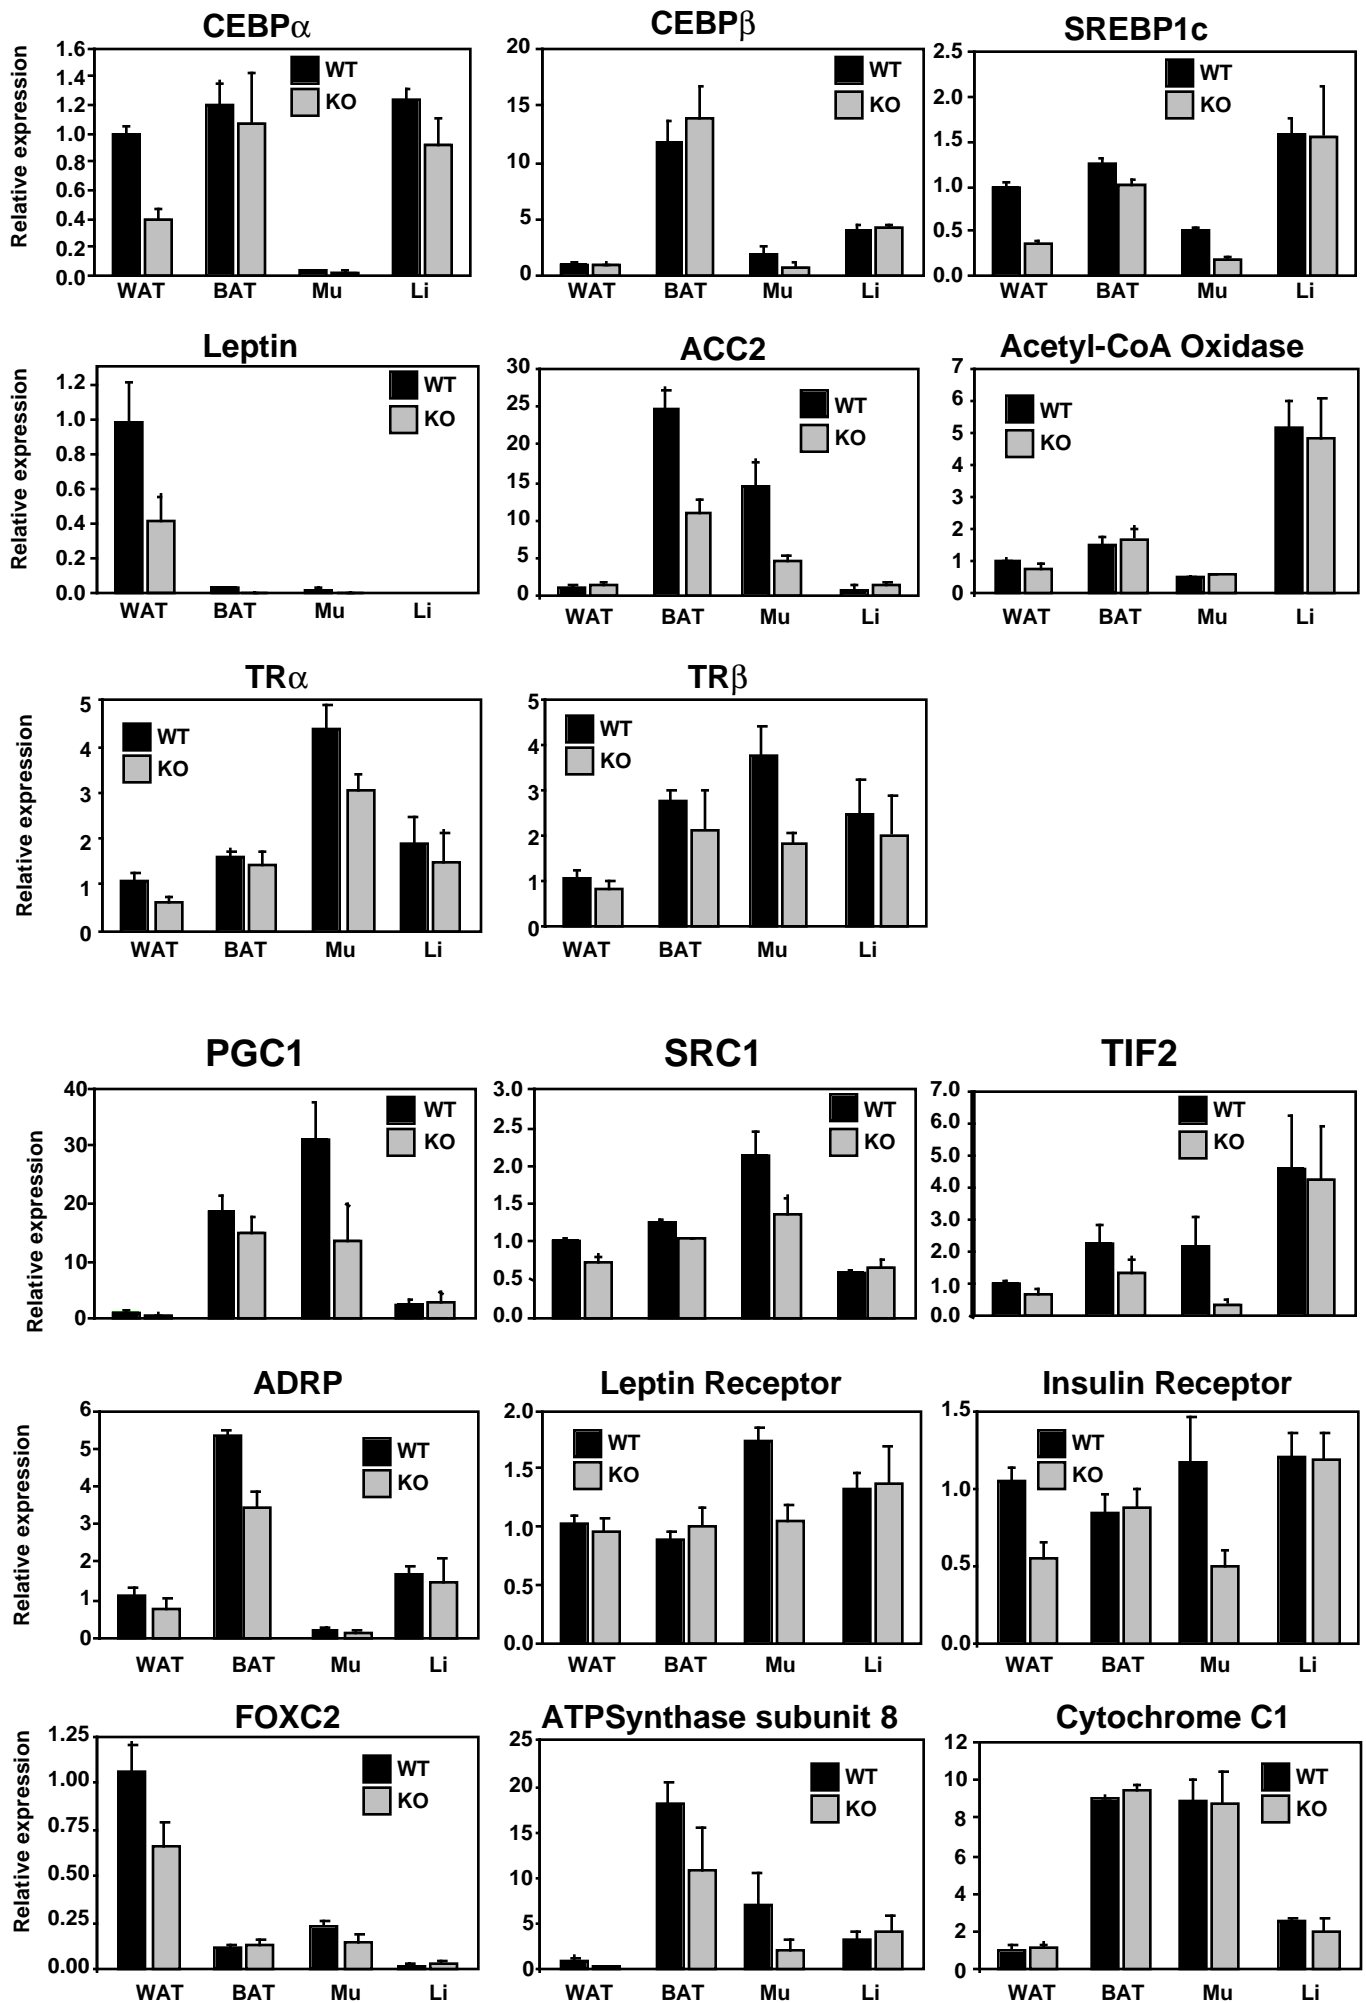 CEBPα
Relative expression
1.6
1.4
1.2
1.0
0.8
0.6
0.4
0.2
0.0
WT
KO
WAT BAT Mu Li
CEBPβ
20
15
10
5
0
WT
KO
WAT BAT Mu Li
SREBP1c
2.5
2.0
1.5
1.0
0.5
0.0
WT
KO
WAT BAT Mu Li
Leptin
Relative expression
1.2
1.0
0.8
0.6
0.4
0.2
0.0
WT
KO
WAT BAT Mu Li
ACC2
30
25
20
15
10
5
0
WT
KO
WAT BAT Mu Li
Acetyl-CoA Oxidase
7
6
5
4
3
2
1
0
WT
KO
WAT BAT Mu Li
TRα
Relative expression
5
4
3
2
1
0
WT
KO
WAT BAT Mu Li
TRβ
5
4
3
2
1
0
WT
KO
WAT BAT Mu Li
PGC1
Relative expression
40
30
20
10
0
WT
KO
SRC1
3.0
2.5
2.0
1.5
1.0
0.5
0.0
WT
KO
TIF2
7.0
6.0
5.0
4.0
3.0
2.0
1.0
0.0
WT
KO
ADRP
Relative expression
6
5
4
3
2
1
0
WT
KO
WAT BAT Mu Li
Leptin Receptor
2.0
1.5
1.0
0.5
0.0
WT
KO
WAT BAT Mu Li
Insulin Receptor
1.5
1.0
0.5
0.0
WT
KO
WAT BAT Mu Li
FOXC2
Relative expression
1.25
1.00
0.75
0.50
0.25
0.00
WT
KO
WAT BAT Mu Li
ATPSynthase subunit 8
25
20
15
10
5
0
WT
KO
WAT BAT Mu Li
Cytochrome C1
12
10
8
6
4
2
0
WT
KO
WAT BAT Mu Li